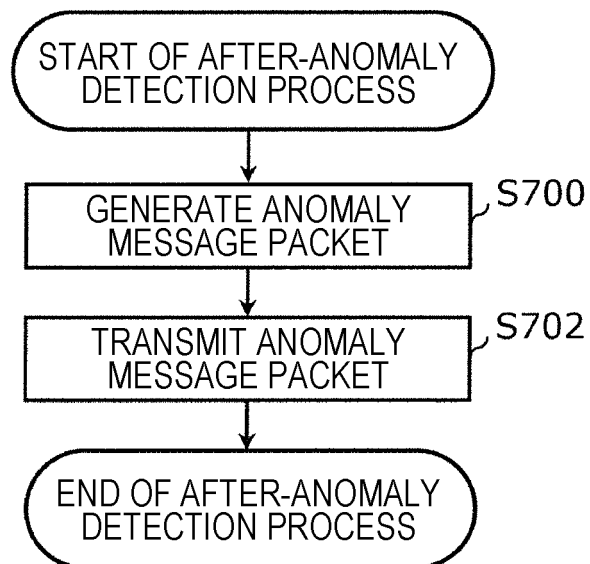 START OF AFTER-ANOMALY
DETECTION PROCESS
GENERATE ANOMALY
MESSAGE PACKET
S700
TRANSMIT ANOMALY
MESSAGE PACKET
S702
END OF AFTER-ANOMALY
DETECTION PROCESS